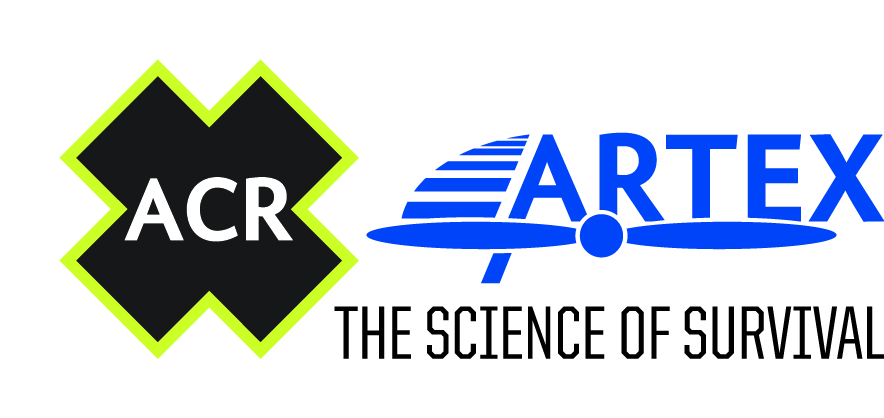 ACR
ARTEX
THE SCIENCE OF SURVIVAL